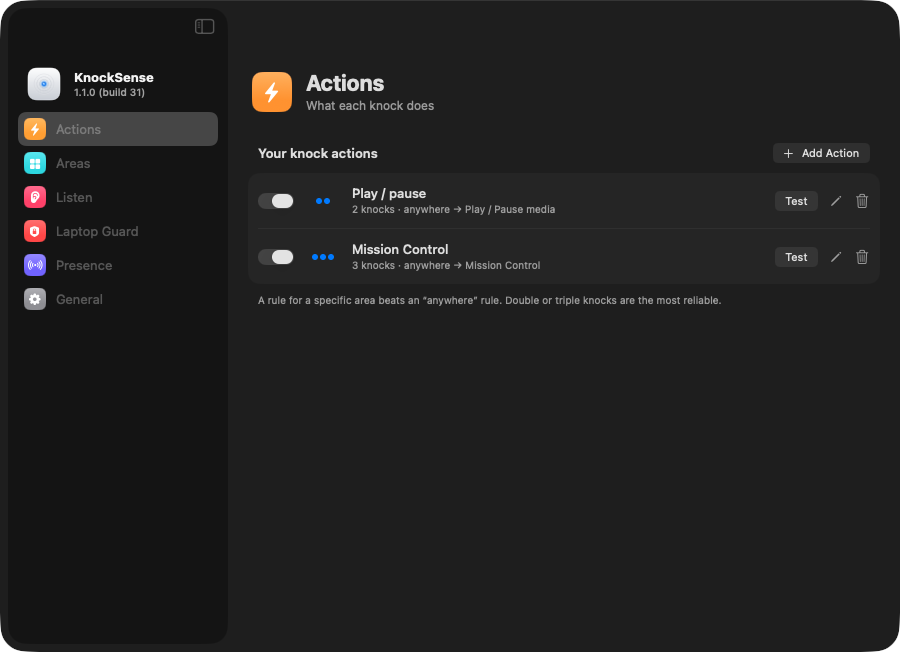 KnockSense
1.1.0 (build 31)
Actions
Areas
Listen
Laptop Guard
Presence
General
Actions
What each knock does
Your knock actions
+ Add Action
Play / pause
2 knocks · anywhere → Play / Pause media
Test
Mission Control
3 knocks · anywhere → Mission Control
Test
A rule for a specific area beats an “anywhere” rule. Double or triple knocks are the most reliable.